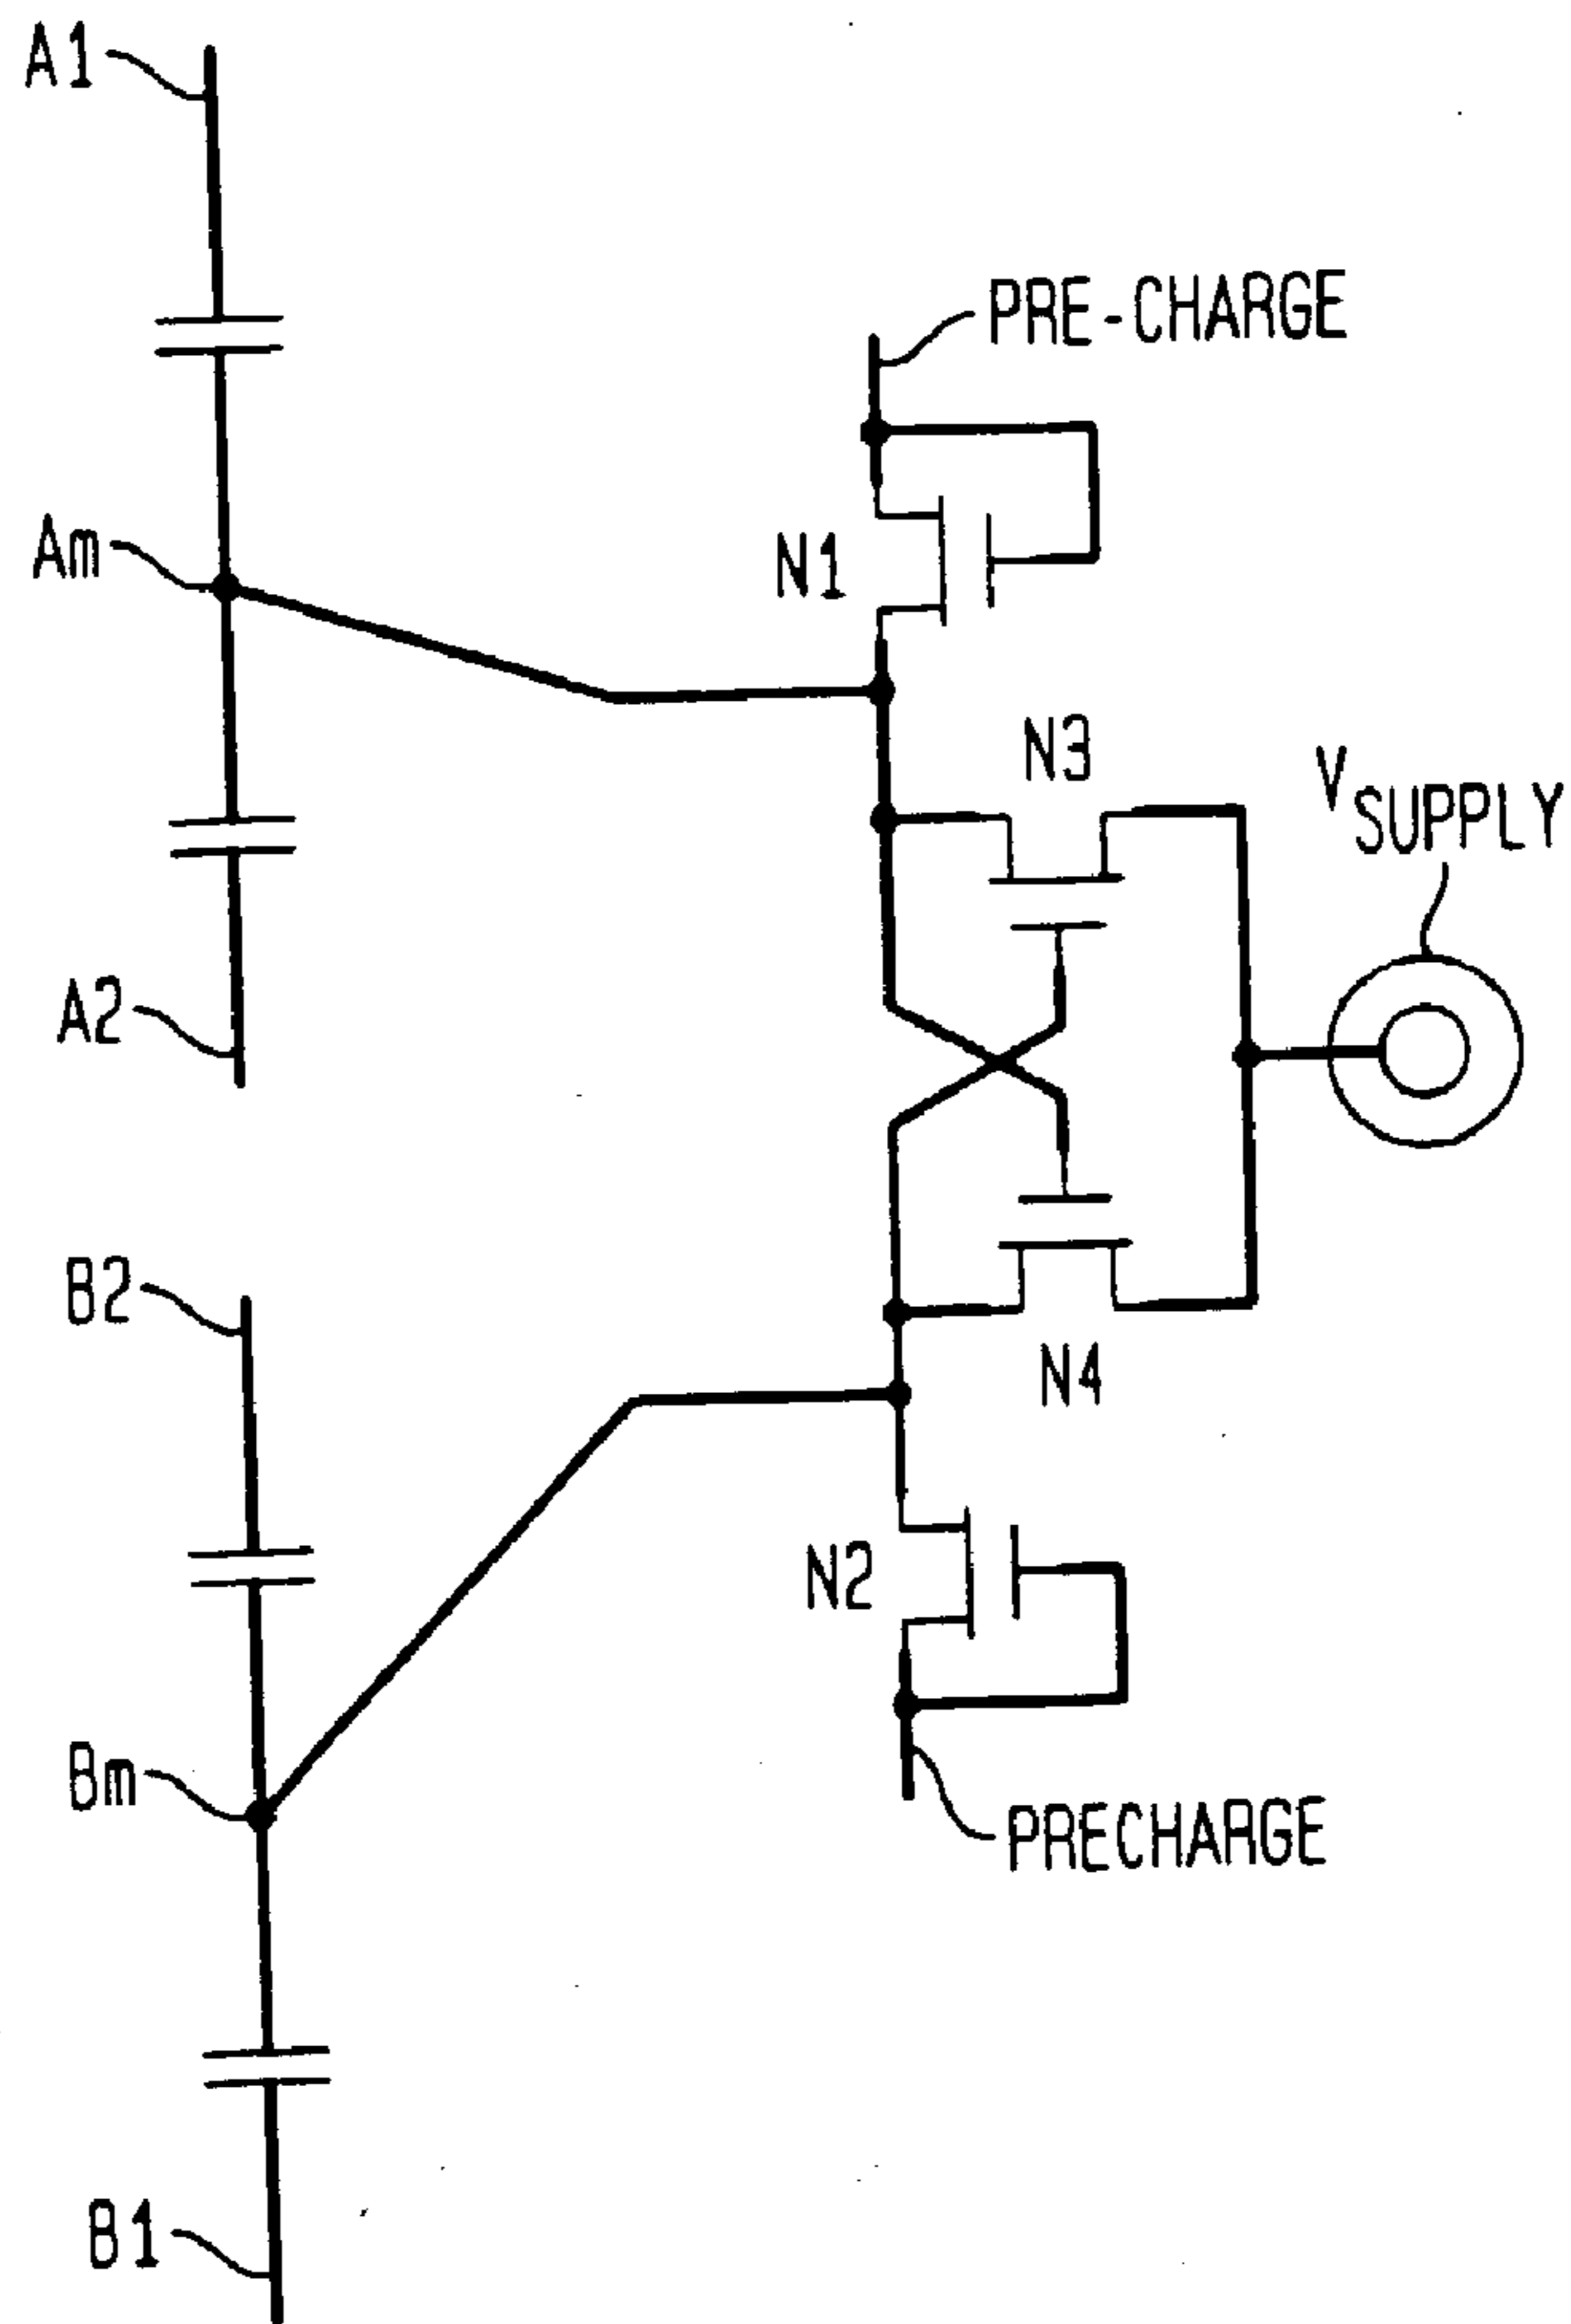 A1
PRE-CHARGE
Am
N1
N3
VSUPPLY
A2
B2
N4
N2
Bm
PRECHARGE
B1